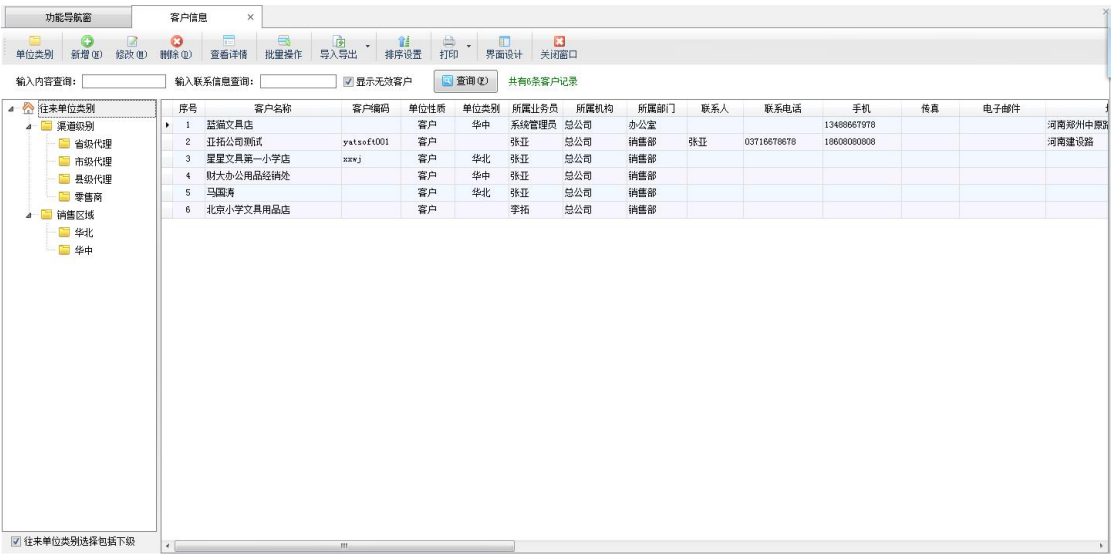 功能导航窗 客户信息 ×
单位类别 新增(N) 修改(M) 删除(D) 查看详情 批量操作 导入导出 排序设置 打印 界面设计 关闭窗口
输入内容查询: 输入联系信息查询: 显示无效客户 查询(Z) 共有6条客户记录
往来单位类别
渠道级别
省级代理
市级代理
县级代理
零售商
销售区域
华北
华中
序号 客户名称 客户编码 单位性质 单位类别 所属业务员 所属机构 所属部门 联系人 联系电话 手机 传真 电子邮件
1 蓝猫文具店 客户 华中 系统管理员 总公司 办公室 13488667978 河南郑州中原路
2 亚拓公司测试 yatsoft001 客户 张亚 总公司 销售部 张亚 03716678678 18608080808 河南建设路
3 星星文具第一小学店 xxwj 客户 华北 张亚 总公司 销售部
4 财大办公用品经销处 客户 华中 张亚 总公司 销售部
5 马国涛 客户 华北 张亚 总公司 销售部
6 北京小学文具用品店 客户 李拓 总公司 销售部
往来单位类别选择包括下级